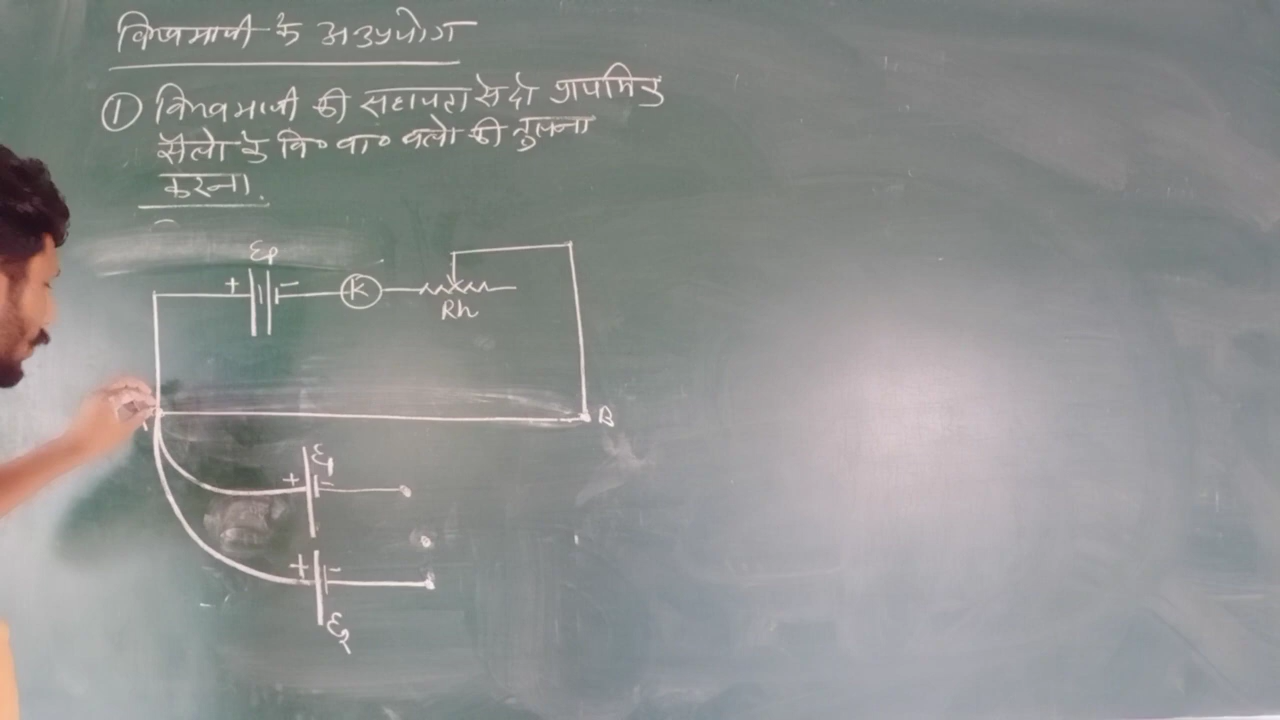 विभवमापी के अनुप्रयोग
① विभवमापी की सहायता से दो प्राथमिक
सैलो के वि० वा० बलो की तुलना
करना.
Ep
+ -
K
Rh
B
E1
+ -
+ -
E2